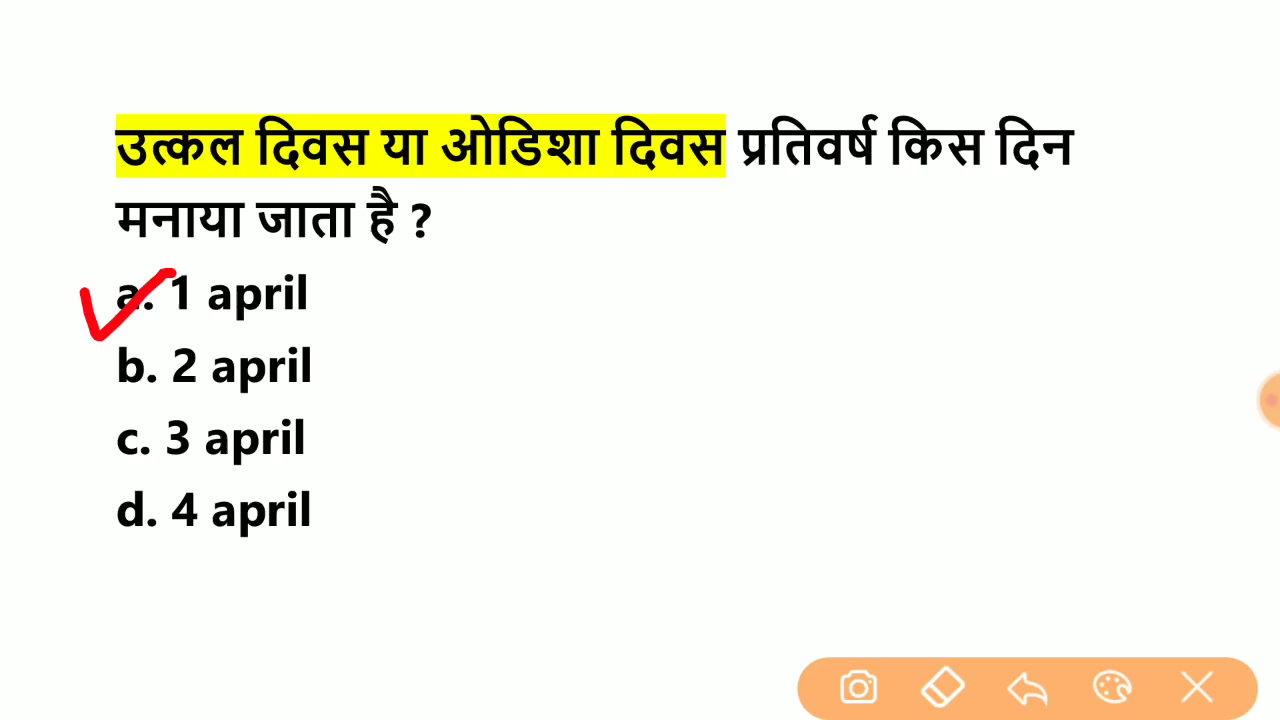 उत्कल दिवस या ओडिशा दिवस प्रतिवर्ष किस दिन
मनाया जाता है ?
a. 1 april
b. 2 april
c. 3 april
d. 4 april